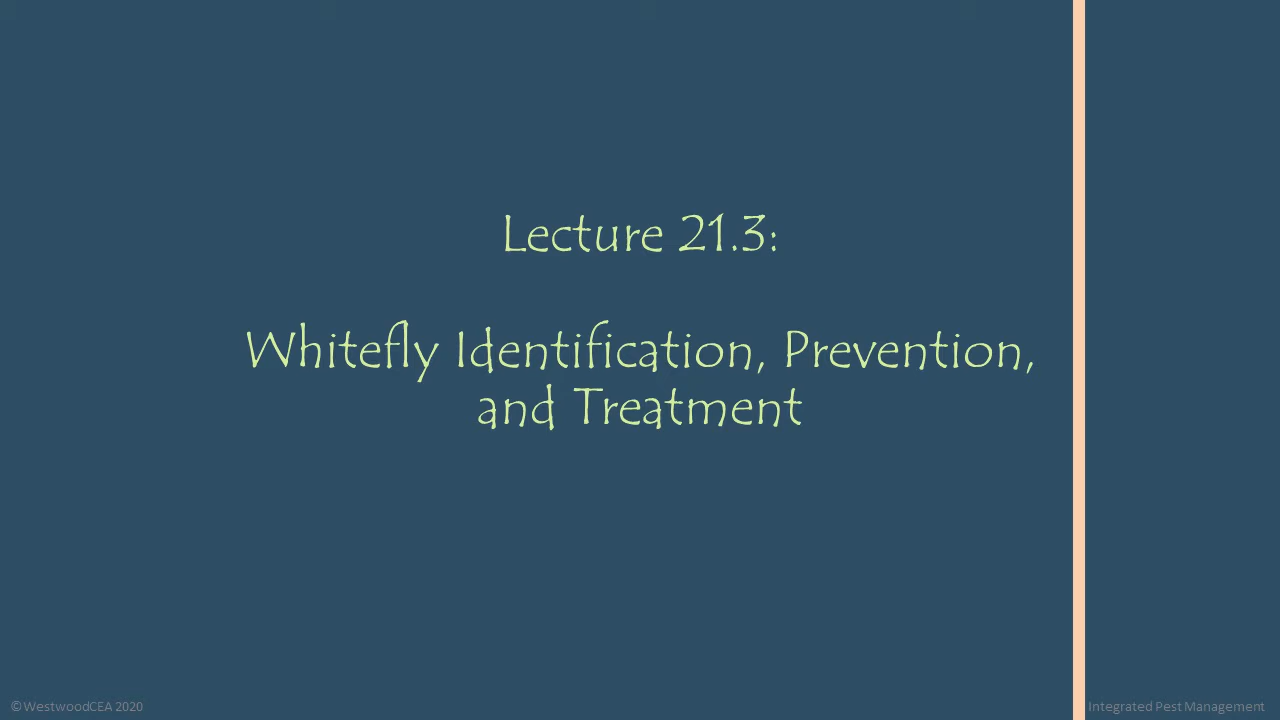 Lecture 21.3:
Whitefly Identification, Prevention,
and Treatment
©WestwoodCEA 2020
Integrated Pest Management